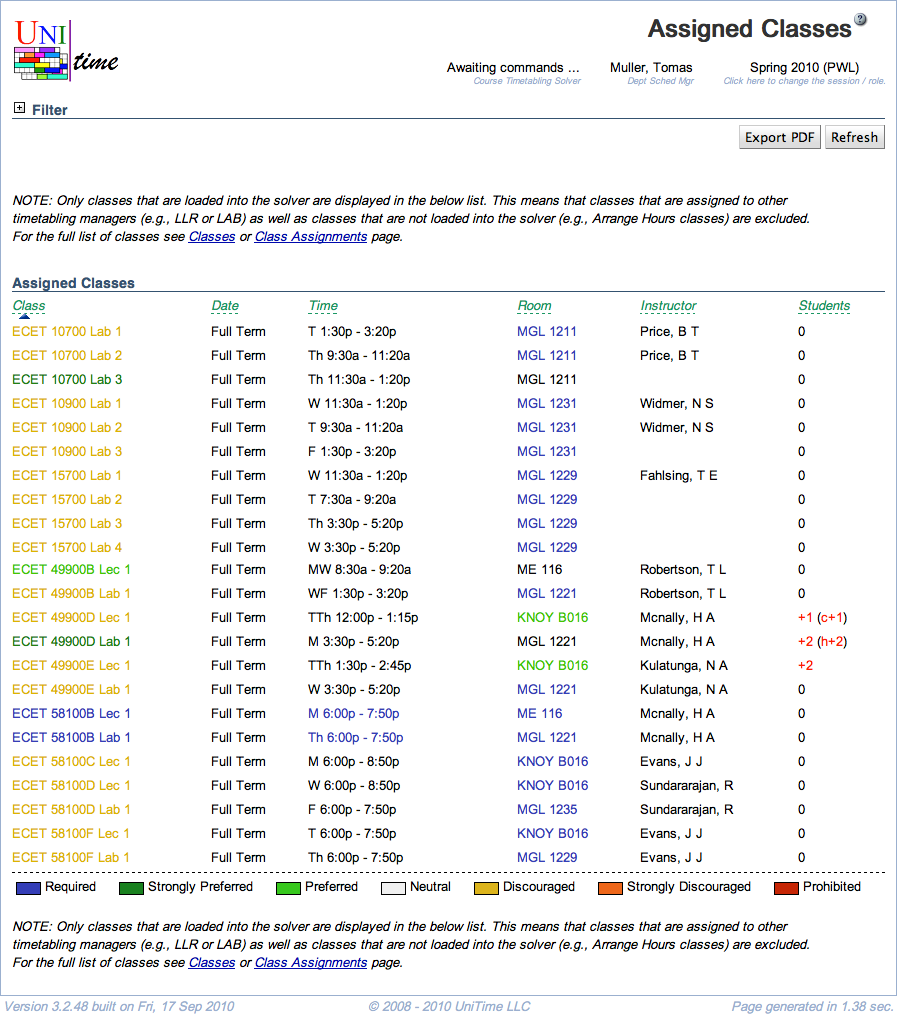 UNI
time
Assigned Classes ?
Awaiting commands ... Muller, Tomas Spring 2010 (PWL)
Course Timetabling Solver Dept Sched Mgr Click here to change the session / role.
Filter
Export PDF Refresh
NOTE: Only classes that are loaded into the solver are displayed in the below list. This means that classes that are assigned to other
timetabling managers (e.g., LLR or LAB) as well as classes that are not loaded into the solver (e.g., Arrange Hours classes) are excluded.
For the full list of classes see Classes or Class Assignments page.
Assigned Classes
Class Date Time Room Instructor Students
ECET 10700 Lab 1 Full Term T 1:30p - 3:20p MGL 1211 Price, B T 0
ECET 10700 Lab 2 Full Term Th 9:30a - 11:20a MGL 1211 Price, B T 0
ECET 10700 Lab 3 Full Term Th 11:30a - 1:20p MGL 1211 0
ECET 10900 Lab 1 Full Term W 11:30a - 1:20p MGL 1231 Widmer, N S 0
ECET 10900 Lab 2 Full Term T 9:30a - 11:20a MGL 1231 Widmer, N S 0
ECET 10900 Lab 3 Full Term F 1:30p - 3:20p MGL 1231 0
ECET 15700 Lab 1 Full Term W 11:30a - 1:20p MGL 1229 Fahlsing, T E 0
ECET 15700 Lab 2 Full Term T 7:30a - 9:20a MGL 1229 0
ECET 15700 Lab 3 Full Term Th 3:30p - 5:20p MGL 1229 0
ECET 15700 Lab 4 Full Term W 3:30p - 5:20p MGL 1229 0
ECET 49900B Lec 1 Full Term MW 8:30a - 9:20a ME 116 Robertson, T L 0
ECET 49900B Lab 1 Full Term WF 1:30p - 3:20p MGL 1221 Robertson, T L 0
ECET 49900D Lec 1 Full Term TTh 12:00p - 1:15p KNOY B016 Mcnally, H A +1 (c+1)
ECET 49900D Lab 1 Full Term M 3:30p - 5:20p MGL 1221 Mcnally, H A +2 (h+2)
ECET 49900E Lec 1 Full Term TTh 1:30p - 2:45p KNOY B016 Kulatunga, N A +2
ECET 49900E Lab 1 Full Term W 3:30p - 5:20p MGL 1221 Kulatunga, N A 0
ECET 58100B Lec 1 Full Term M 6:00p - 7:50p ME 116 Mcnally, H A 0
ECET 58100B Lab 1 Full Term Th 6:00p - 7:50p MGL 1221 Mcnally, H A 0
ECET 58100C Lec 1 Full Term M 6:00p - 8:50p KNOY B016 Evans, J J 0
ECET 58100D Lec 1 Full Term W 6:00p - 8:50p KNOY B016 Sundararajan, R 0
ECET 58100D Lab 1 Full Term F 6:00p - 7:50p MGL 1235 Sundararajan, R 0
ECET 58100F Lec 1 Full Term T 6:00p - 7:50p KNOY B016 Evans, J J 0
ECET 58100F Lab 1 Full Term Th 6:00p - 7:50p MGL 1229 Evans, J J 0
Required Strongly Preferred Preferred Neutral Discouraged Strongly Discouraged Prohibited
NOTE: Only classes that are loaded into the solver are displayed in the below list. This means that classes that are assigned to other
timetabling managers (e.g., LLR or LAB) as well as classes that are not loaded into the solver (e.g., Arrange Hours classes) are excluded.
For the full list of classes see Classes or Class Assignments page.
Version 3.2.48 built on Fri, 17 Sep 2010 © 2008 - 2010 UniTime LLC Page generated in 1.38 sec.